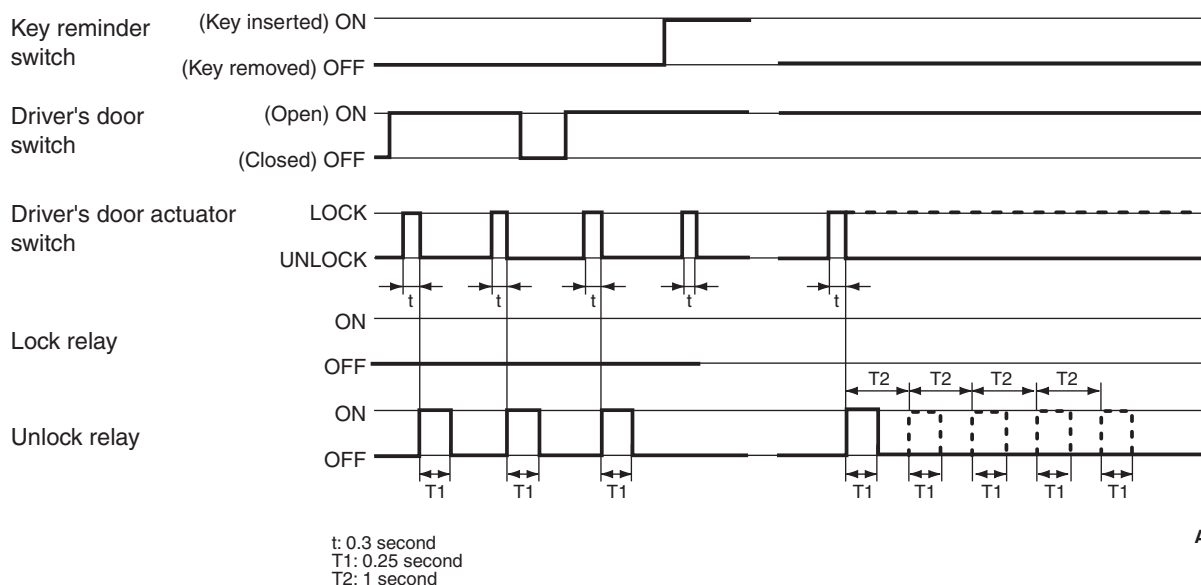 Key reminder
switch
(Key inserted) ON
(Key removed) OFF
Driver's door
switch
(Open) ON
(Closed) OFF
Driver's door actuator
switch
LOCK
UNLOCK
t t t t t
Lock relay
ON
OFF
T2 T2 T2 T2
Unlock relay
ON
OFF
T1 T1 T1 T1 T1 T1 T1 T1
t: 0.3 second
T1: 0.25 second
T2: 1 second